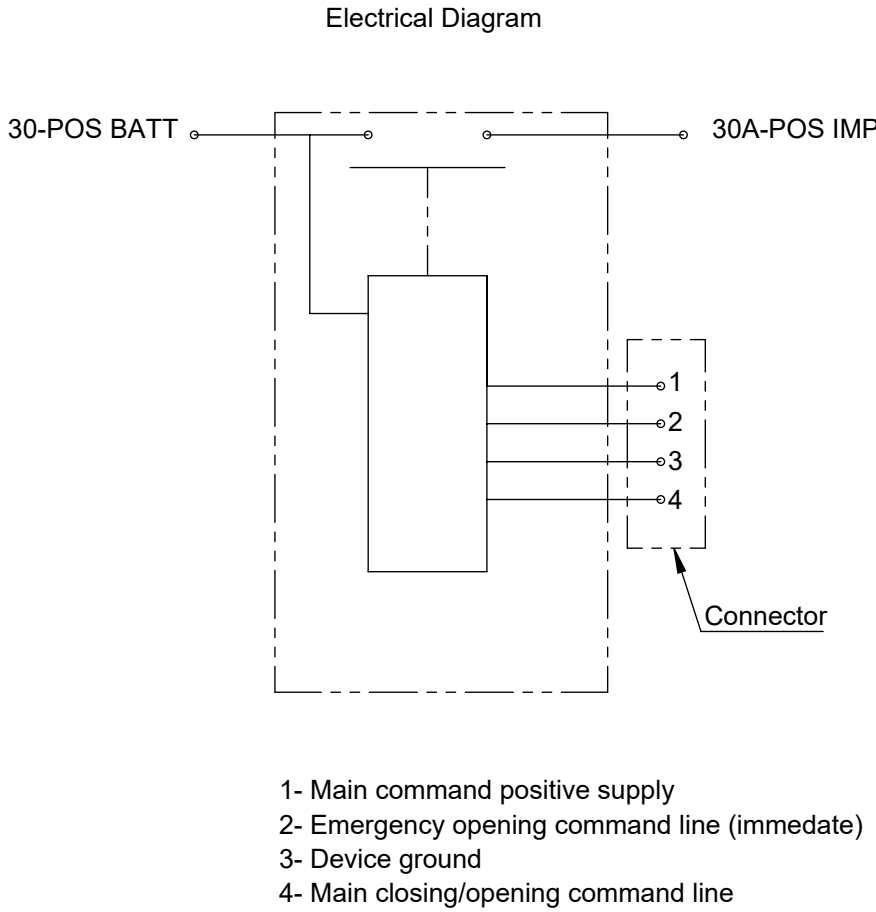 Electrical Diagram
30-POS BATT
30A-POS IMP
1
2
3
4
Connector
1- Main command positive supply
2- Emergency opening command line (immedate)
3- Device ground
4- Main closing/opening command line